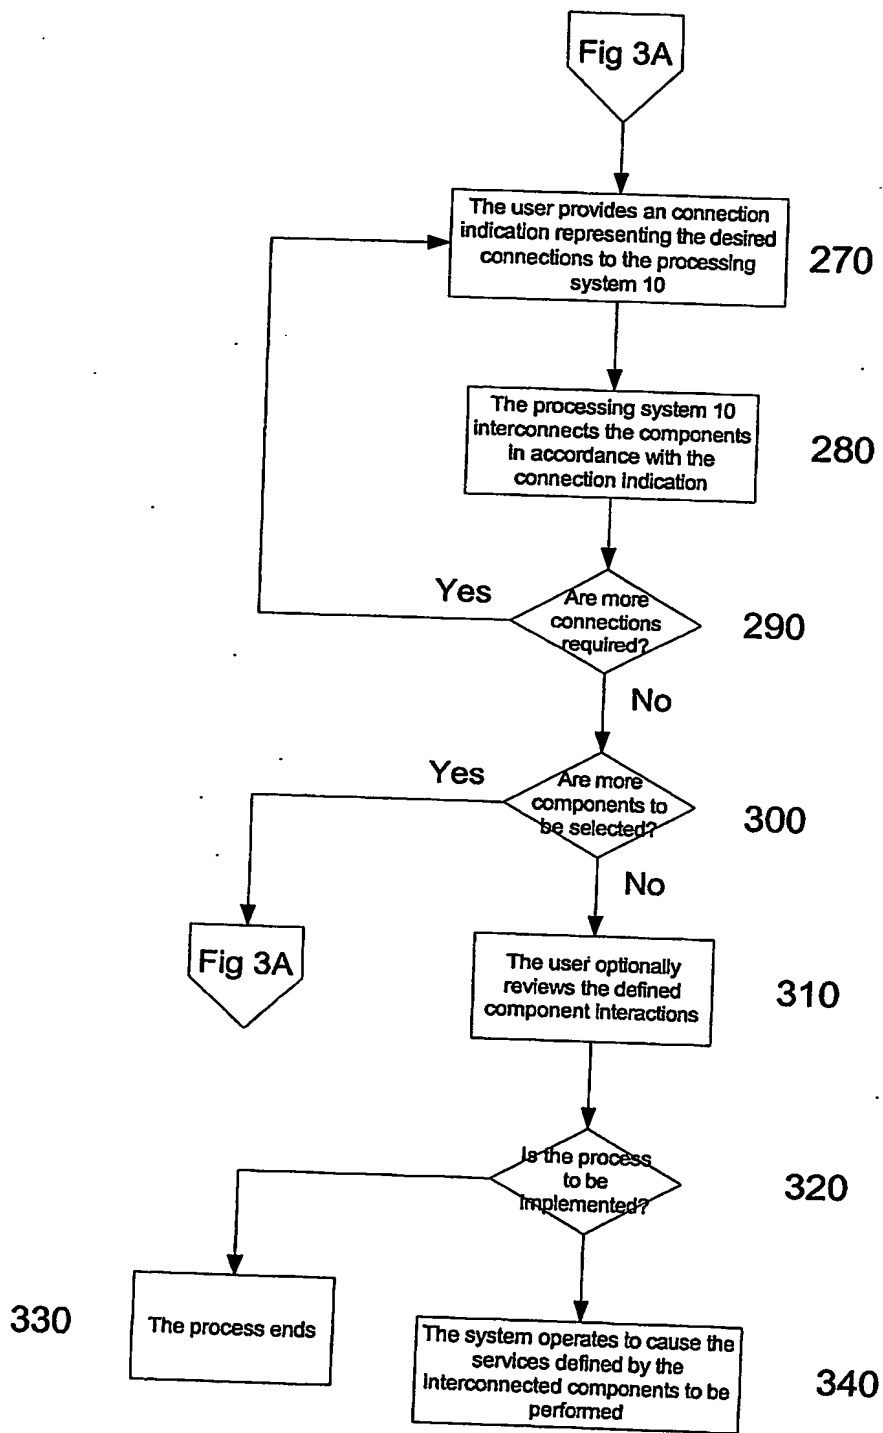 Fig 3A
The user provides an connection
indication representing the desired
connections to the processing
system 10
270
The processing system 10
interconnects the components
in accordance with the
connection indication
280
Yes
Are more
connections
required?
290
No
Yes
Are more
components to
be selected?
300
No
Fig 3A
The user optionally
reviews the defined
component interactions
310
Is the process
to be
implemented?
320
330
The process ends
The system operates to cause the
services defined by the
interconnected components to be
performed
340